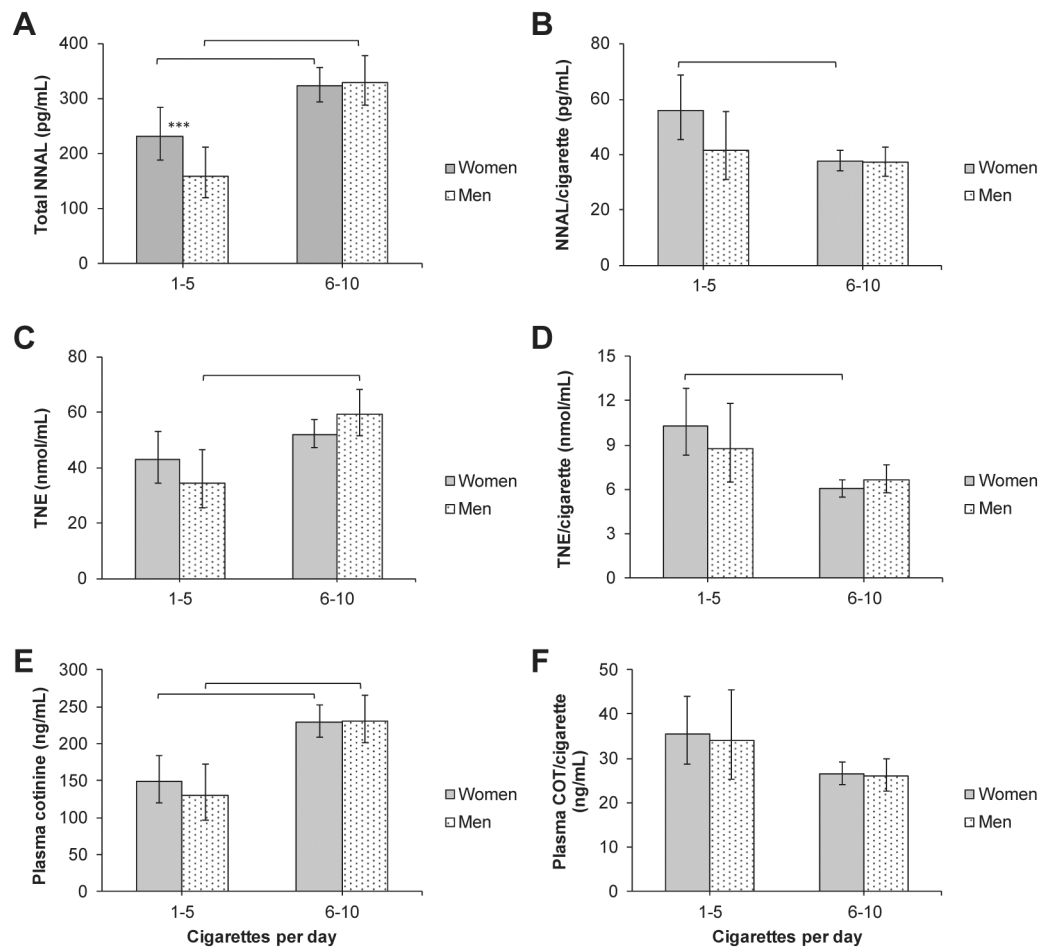 A
Total NNAL (pg/mL)
400
300
200
100
0
***
1-5
6-10
Women
Men
B
NNAL/cigarette (pg/mL)
80
60
40
20
0
1-5
6-10
Women
Men
C
TNE (nmol/mL)
80
60
40
20
0
1-5
6-10
Women
Men
D
TNE/cigarette (nmol/mL)
15
12
9
6
3
0
1-5
6-10
Women
Men
E
Plasma cotinine (ng/mL)
300
250
200
150
100
50
0
1-5
6-10
Cigarettes per day
Women
Men
F
Plasma COT/cigarette
(ng/mL)
50
40
30
20
10
0
1-5
6-10
Cigarettes per day
Women
Men